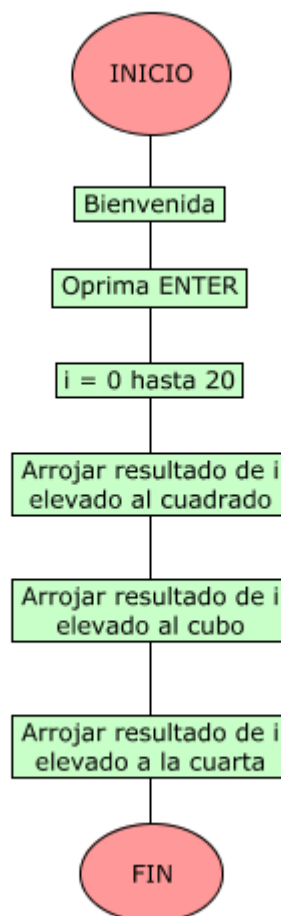 INICIO
Bienvenida
Oprima ENTER
i = 0 hasta 20
Arrojar resultado de i
elevado al cuadrado
Arrojar resultado de i
elevado al cubo
Arrojar resultado de i
elevado a la cuarta
FIN